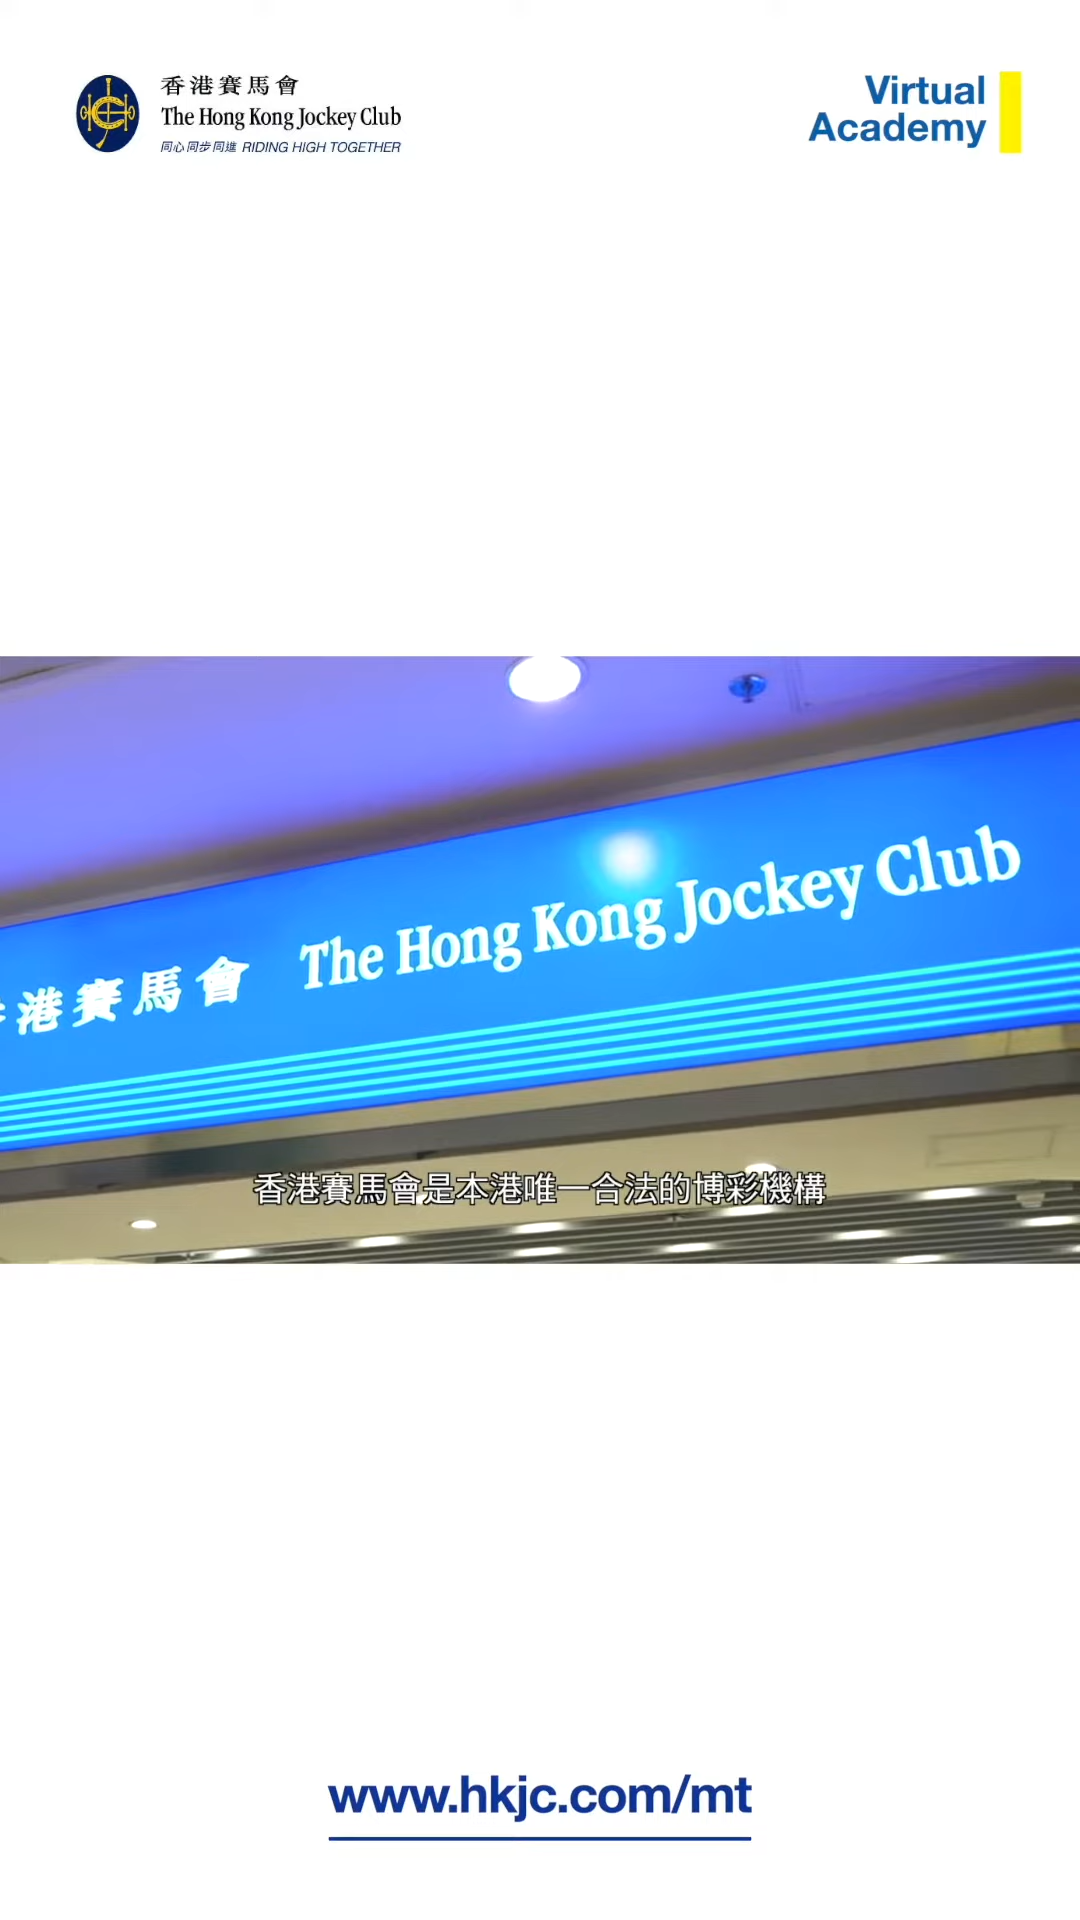 香港賽馬會
The Hong Kong Jockey Club
同心同步同進 RIDING HIGH TOGETHER
Virtual
Academy
港賽馬會 The Hong Kong Jockey Club
香港賽馬會是本港唯一合法的博彩機構
www.hkjc.com/mt